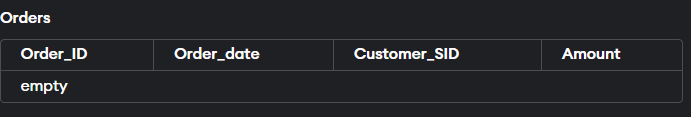 Orders
Order_ID Order_date Customer_SID Amount
empty